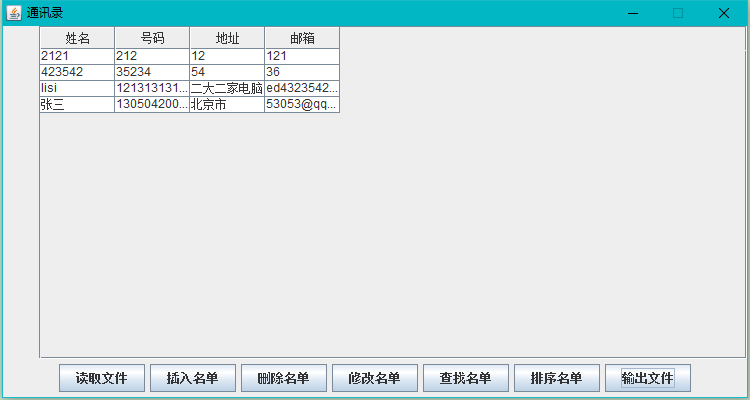 通讯录
姓名 号码 地址 邮箱
2121 212 12 121
423542 35234 54 36
lisi 121313131... 二大二家电脑 ed4323542...
张三 130504200... 北京市 53053@qq...
读取文件 插入名单 删除名单 修改名单 查找名单 排序名单 输出文件